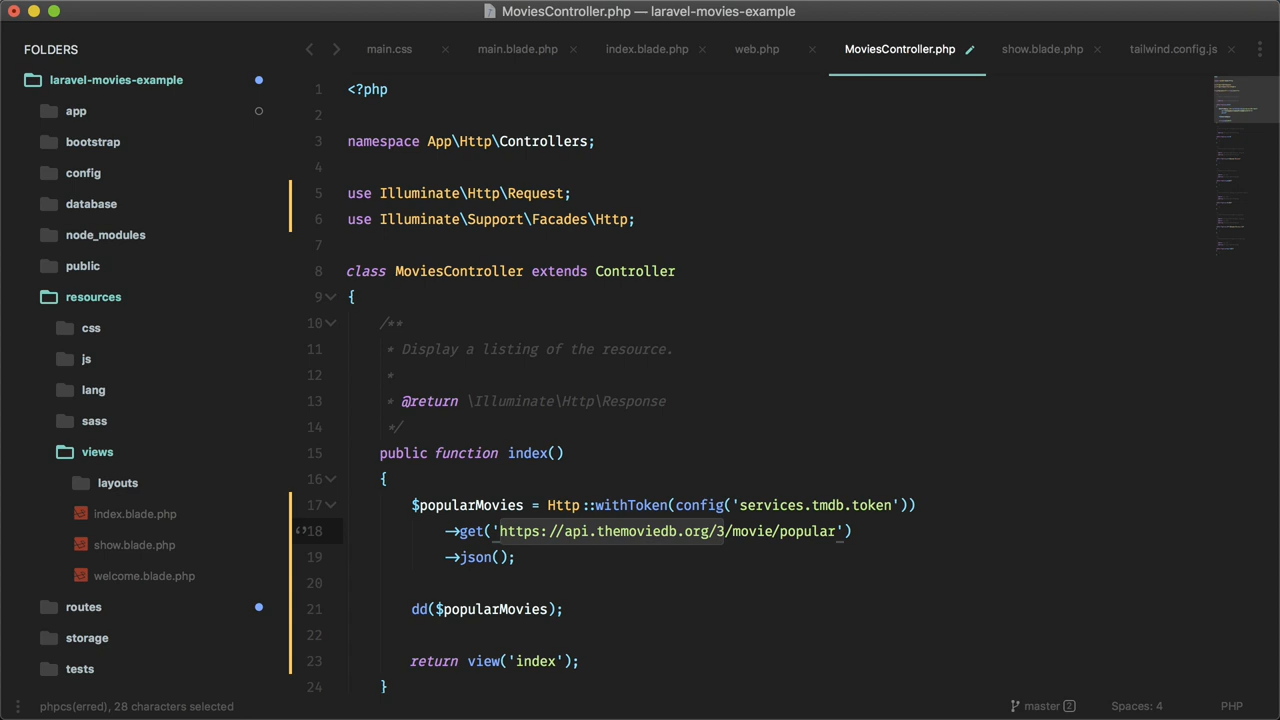 MoviesController.php — laravel-movies-example
FOLDERS
laravel-movies-example
app
bootstrap
config
database
node_modules
public
resources
css
js
lang
sass
views
layouts
index.blade.php
show.blade.php
welcome.blade.php
routes
storage
tests
main.css
main.blade.php
index.blade.php
web.php
MoviesController.php
show.blade.php
tailwind.config.js
1 <?php
2
3 namespace App\Http\Controllers;
4
5 use Illuminate\Http\Request;
6 use Illuminate\Support\Facades\Http;
7
8 class MoviesController extends Controller
9 {
10 /**
11 * Display a listing of the resource.
12 *
13 * @return \Illuminate\Http\Response
14 */
15 public function index()
16 {
17 $popularMovies = Http::withToken(config('services.tmdb.token'))
18 ->get('https://api.themoviedb.org/3/movie/popular')
19 ->json();
20
21 dd($popularMovies);
22
23 return view('index');
24 }
phpcs(erred), 28 characters selected
master 2
Spaces: 4
PHP